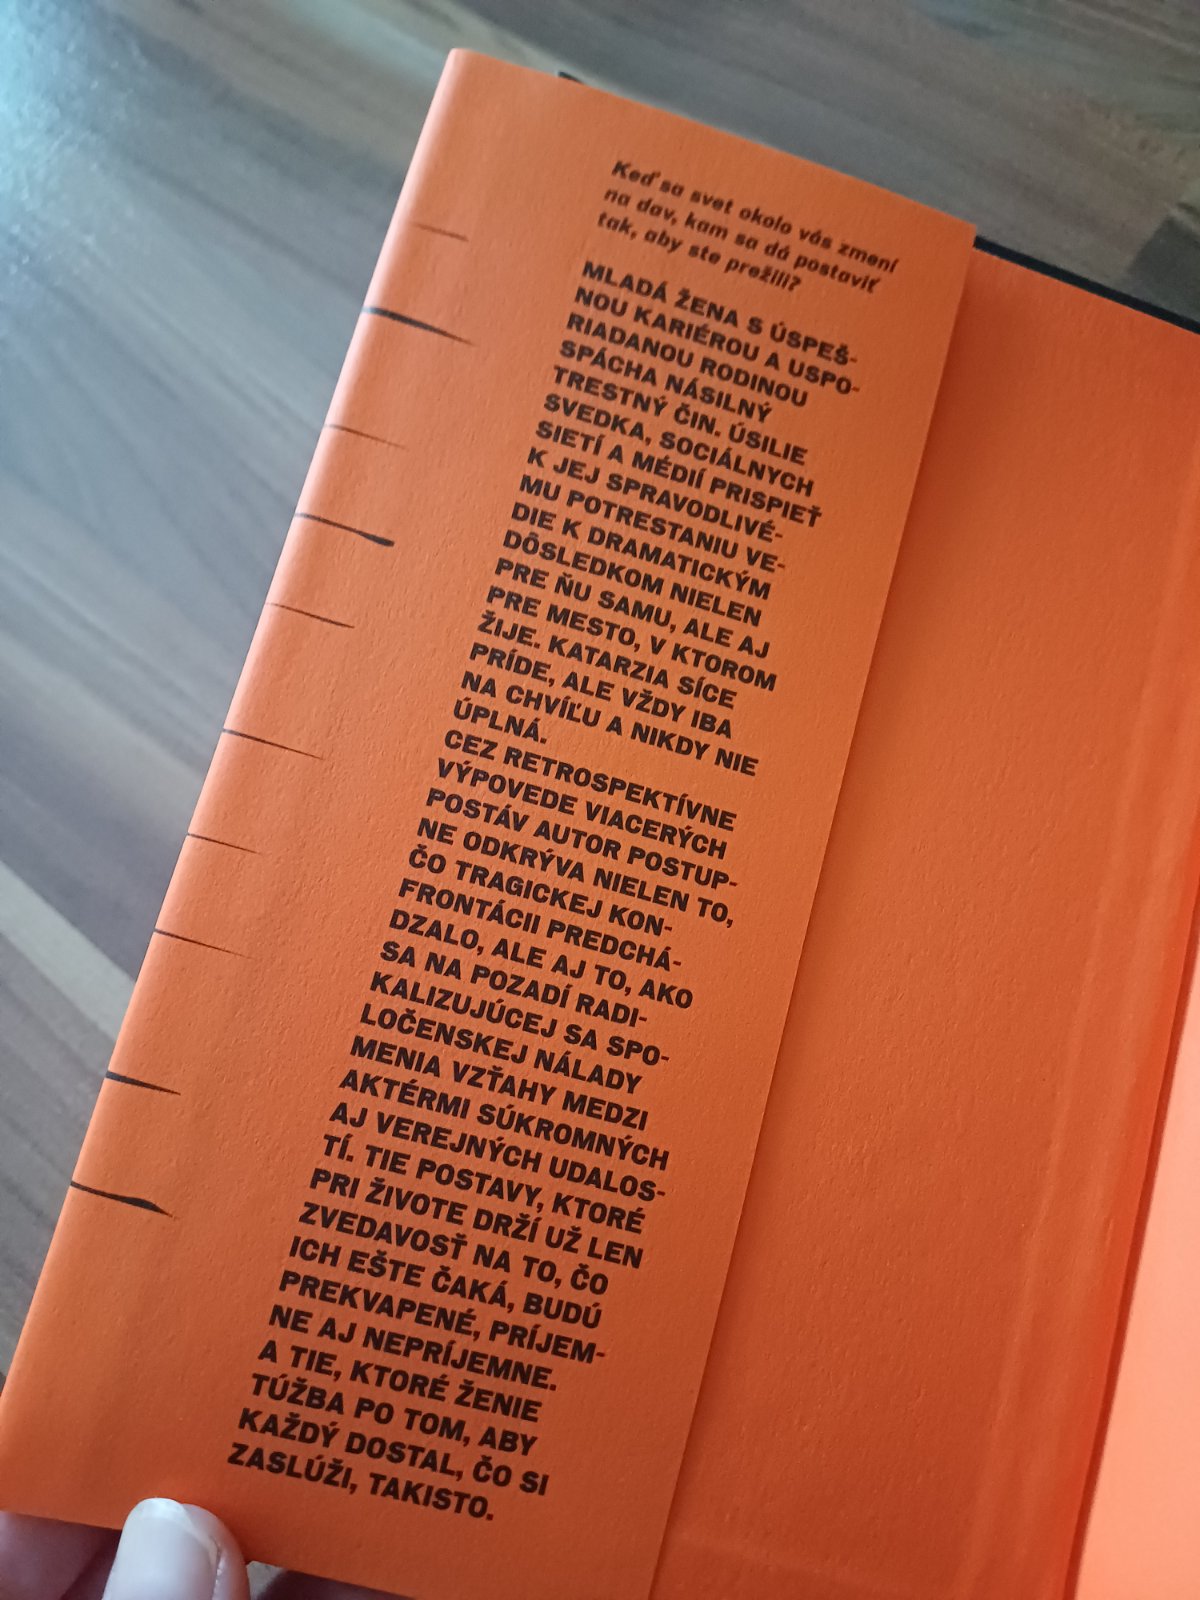 Keď sa svet okolo vás zmení
na dav, kam sa dá postaviť
tak, aby ste prežili?
MLADÁ ŽENA S ÚSPEŠ-
NOU KARIÉROU A USPO-
RIADANOU RODINOU
SPÁCHA NÁSILNÝ
TRESTNÝ ČIN. ÚSILIE
SVEDKA, SOCIÁLNYCH
SIETÍ A MÉDIÍ PRISPIEŤ
K JEJ SPRAVODLIVÉ-
MU POTRESTANIU VE-
DIE K DRAMATICKÝM
DÔSLEDKOM NIELEN
PRE ŇU SAMU, ALE AJ
PRE MESTO, V KTOROM
ŽIJE. KATARZIA SÍCE
PRÍDE, ALE VŽDY IBA
NA CHVÍĽU A NIKDY NIE
ÚPLNÁ.
CEZ RETROSPEKTÍVNE
VÝPOVEDE VIACERÝCH
POSTÁV AUTOR POSTUP-
NE ODKRÝVA NIELEN TO,
ČO TRAGICKEJ KON-
FRONTÁCII PREDCHÁ-
DZALO, ALE AJ TO, AKO
SA NA POZADÍ RADI-
KALIZUJÚCEJ SA SPO-
LOČENSKEJ NÁLADY
MENIA VZŤAHY MEDZI
AKTÉRMI SÚKROMNÝCH
AJ VEREJNÝCH UDALOS-
TÍ. TIE POSTAVY, KTORÉ
PRI ŽIVOTE DRŽÍ UŽ LEN
ZVEDAVOSŤ NA TO, ČO
ICH EŠTE ČAKÁ, BUDÚ
PREKVAPENÉ, PRÍJEM-
NE AJ NEPRÍJEMNE.
A TIE, KTORÉ ŽENIE
TÚŽBA PO TOM, ABY
KAŽDÝ DOSTAL, ČO SI
ZASLÚŽI, TAKISTO.